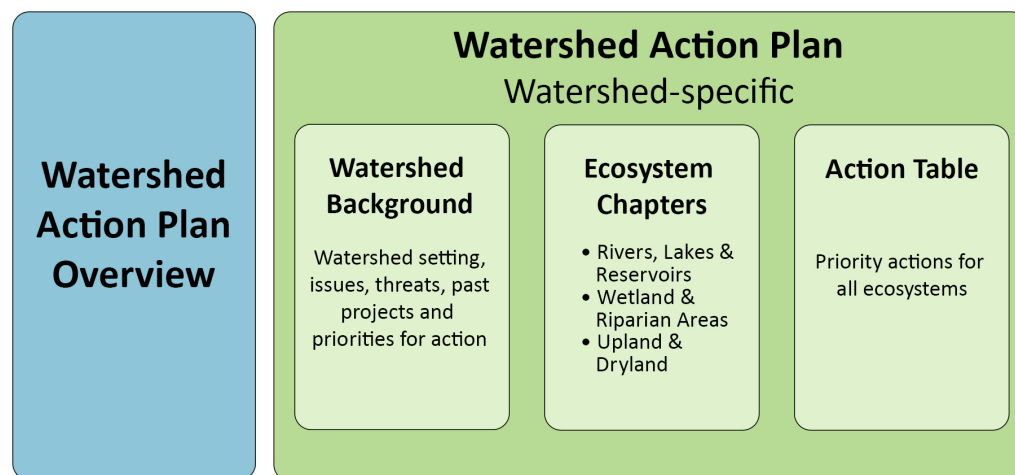 Watershed
Action Plan
Overview
Watershed Action Plan
Watershed-specific
Watershed
Background
Watershed setting,
issues, threats, past
projects and
priorities for action
Ecosystem
Chapters
• Rivers, Lakes &
Reservoirs
• Wetland &
Riparian Areas
• Upland &
Dryland
Action Table
Priority actions for
all ecosystems